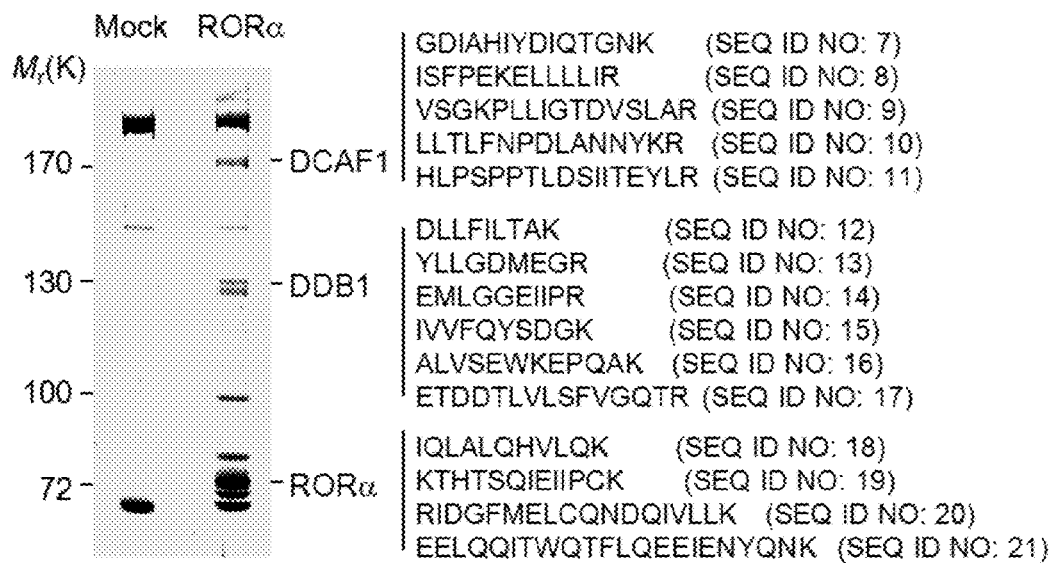 Mock RORα
Mr(K)
170
130
100
72
DCAF1
DDB1
RORα
GDIAHIYDIQTGNK (SEQ ID NO: 7)
ISFPEKELLLLIR (SEQ ID NO: 8)
VSGKPLLIGTDVSLAR (SEQ ID NO: 9)
LLTLFNPDLANNYKR (SEQ ID NO: 10)
HLPSPPTLDSIITEYLR (SEQ ID NO: 11)
DLLFILTAK (SEQ ID NO: 12)
YLLGDMEGR (SEQ ID NO: 13)
EMLGGEIIPR (SEQ ID NO: 14)
IVVFQYSDGK (SEQ ID NO: 15)
ALVSEWKEPQAK (SEQ ID NO: 16)
ETDDTLVLSFVGQTR (SEQ ID NO: 17)
IQLALQHVLQK (SEQ ID NO: 18)
KTHTSQIEIIPCK (SEQ ID NO: 19)
RIDGFMELCQNDQIVLLK (SEQ ID NO: 20)
EELQQITWQTFLQEEIENYQNK (SEQ ID NO: 21)